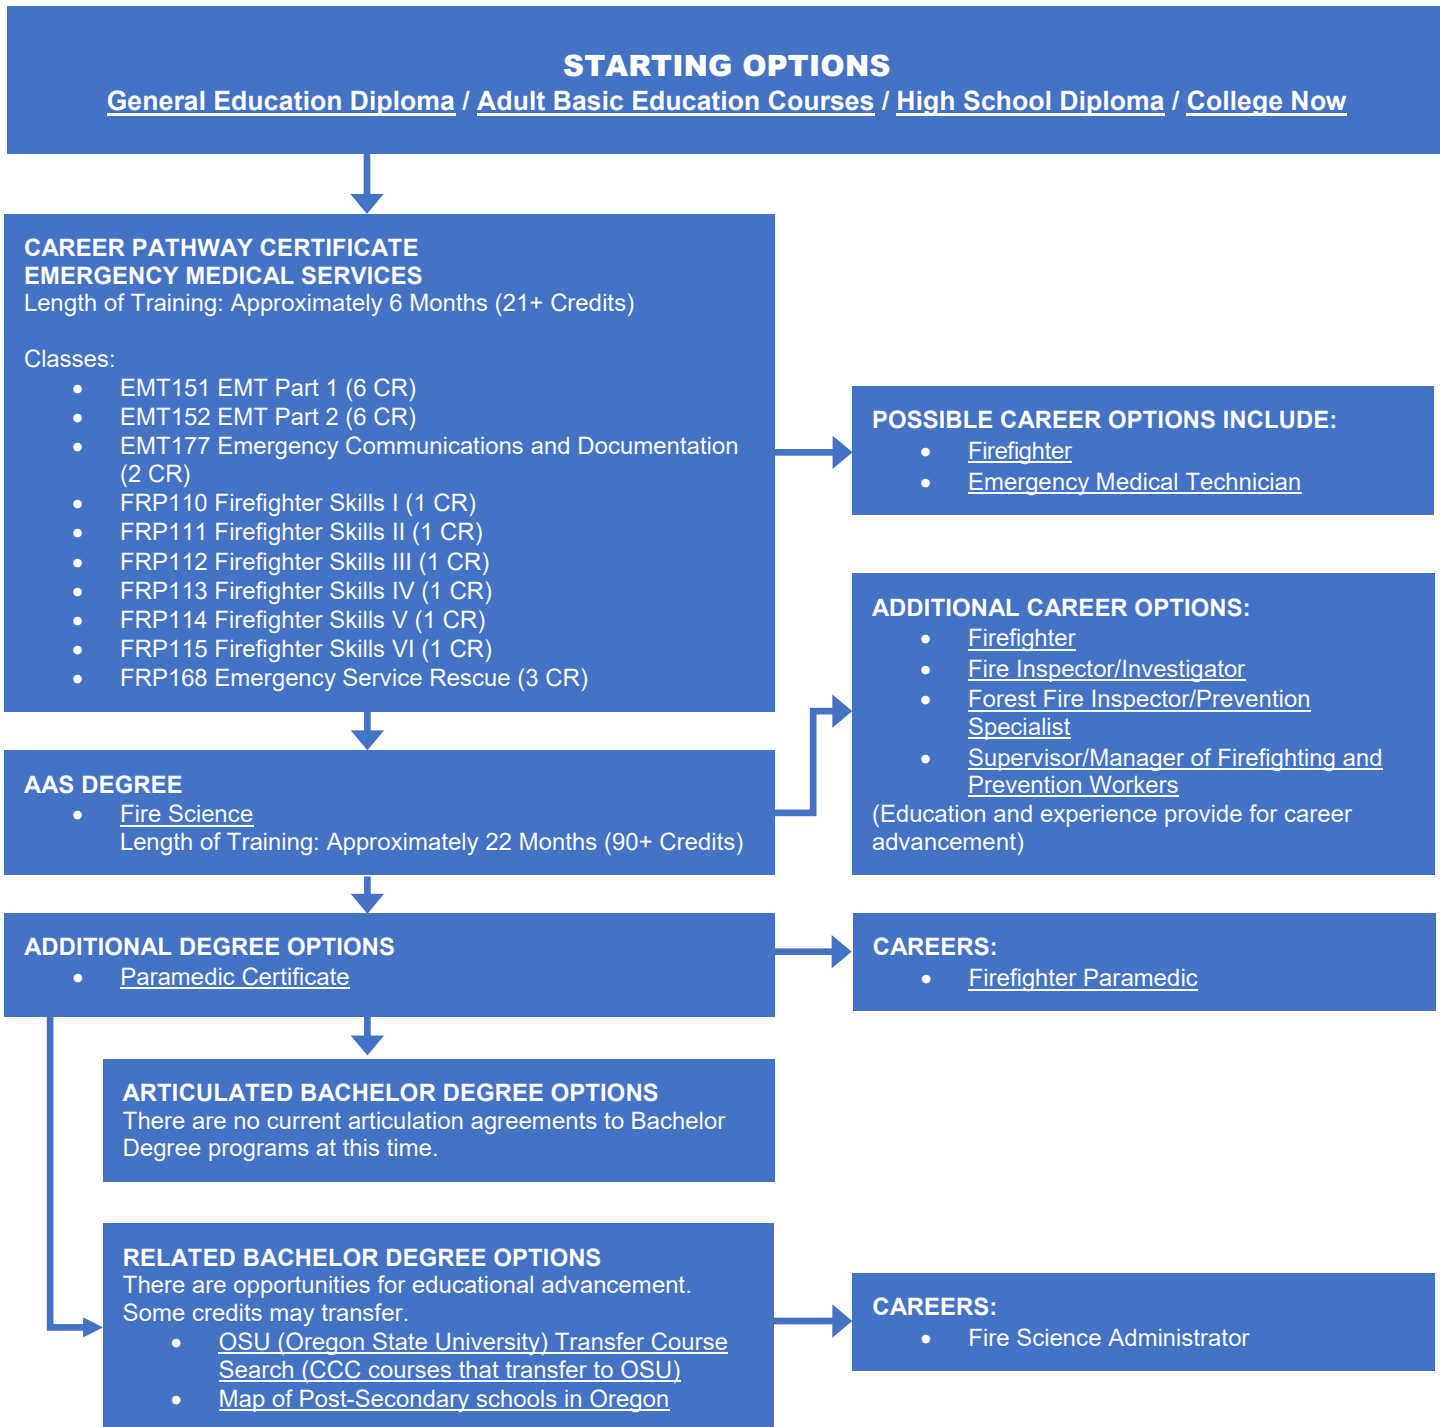 STARTING OPTIONS
General Education Diploma / Adult Basic Education Courses / High School Diploma / College Now
CAREER PATHWAY CERTIFICATE
EMERGENCY MEDICAL SERVICES
Length of Training: Approximately 6 Months (21+ Credits)
Classes:
• EMT151 EMT Part 1 (6 CR)
• EMT152 EMT Part 2 (6 CR)
• EMT177 Emergency Communications and Documentation
(2 CR)
• FRP110 Firefighter Skills I (1 CR)
• FRP111 Firefighter Skills II (1 CR)
• FRP112 Firefighter Skills III (1 CR)
• FRP113 Firefighter Skills IV (1 CR)
• FRP114 Firefighter Skills V (1 CR)
• FRP115 Firefighter Skills VI (1 CR)
• FRP168 Emergency Service Rescue (3 CR)
POSSIBLE CAREER OPTIONS INCLUDE:
• Firefighter
• Emergency Medical Technician
AAS DEGREE
• Fire Science
Length of Training: Approximately 22 Months (90+ Credits)
ADDITIONAL CAREER OPTIONS:
• Firefighter
• Fire Inspector/Investigator
• Forest Fire Inspector/Prevention
Specialist
• Supervisor/Manager of Firefighting and
Prevention Workers
(Education and experience provide for career
advancement)
ADDITIONAL DEGREE OPTIONS
• Paramedic Certificate
CAREERS:
• Firefighter Paramedic
ARTICULATED BACHELOR DEGREE OPTIONS
There are no current articulation agreements to Bachelor
Degree programs at this time.
RELATED BACHELOR DEGREE OPTIONS
There are opportunities for educational advancement.
Some credits may transfer.
• OSU (Oregon State University) Transfer Course
Search (CCC courses that transfer to OSU)
• Map of Post-Secondary schools in Oregon
CAREERS:
• Fire Science Administrator